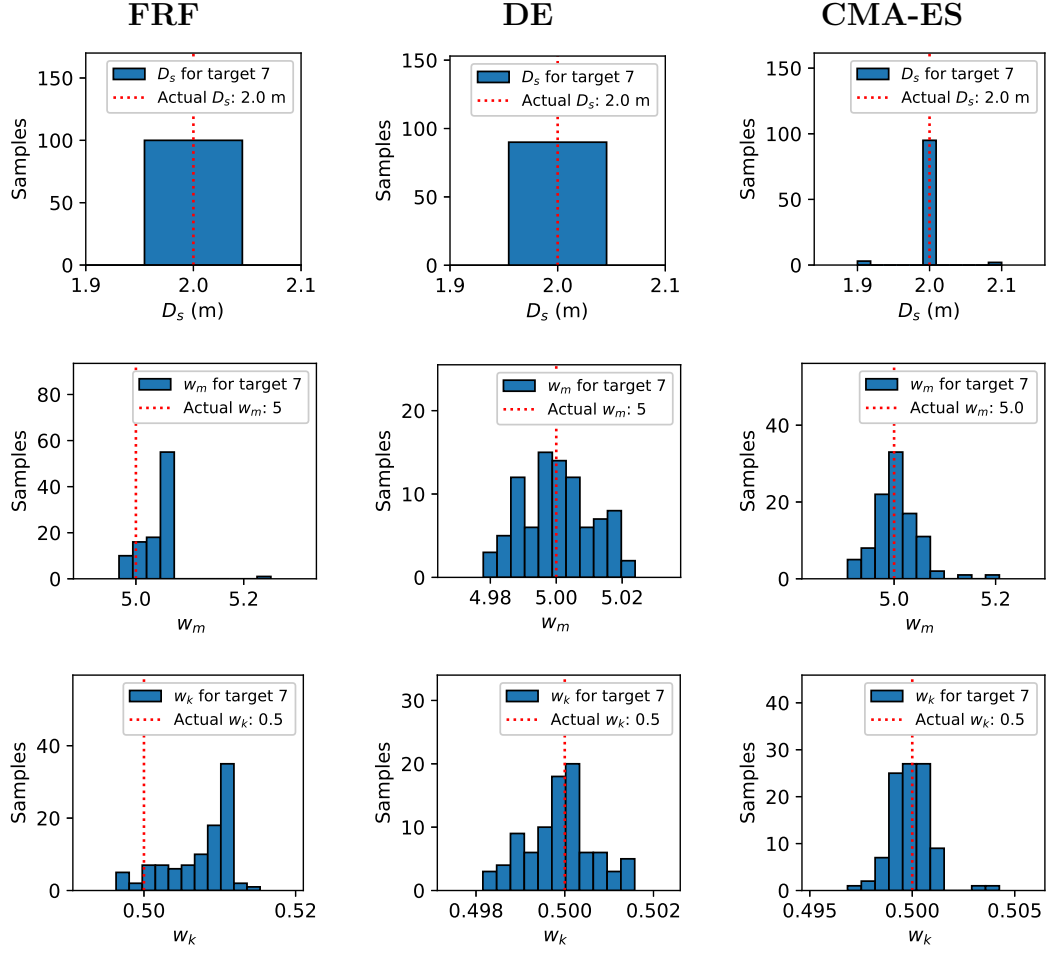 FRF DE CMA-ES
150
100
50
0
Samples
D_s for target 7
Actual D_s: 2.0 m
1.9 2.0 2.1
D_s (m)
150
100
50
0
Samples
D_s for target 7
Actual D_s: 2.0 m
1.9 2.0 2.1
D_s (m)
150
100
50
0
Samples
D_s for target 7
Actual D_s: 2.0 m
1.9 2.0 2.1
D_s (m)
80
60
40
20
0
Samples
w_m for target 7
Actual w_m: 5
5.0 5.2
w_m
20
10
0
Samples
w_m for target 7
Actual w_m: 5
4.98 5.00 5.02
w_m
40
20
0
Samples
w_m for target 7
Actual w_m: 5.0
5.0 5.2
w_m
40
20
0
Samples
w_k for target 7
Actual w_k: 0.5
0.50 0.52
w_k
30
20
10
0
Samples
w_k for target 7
Actual w_k: 0.5
0.498 0.500 0.502
w_k
40
30
20
10
0
Samples
w_k for target 7
Actual w_k: 0.5
0.495 0.500 0.505
w_k